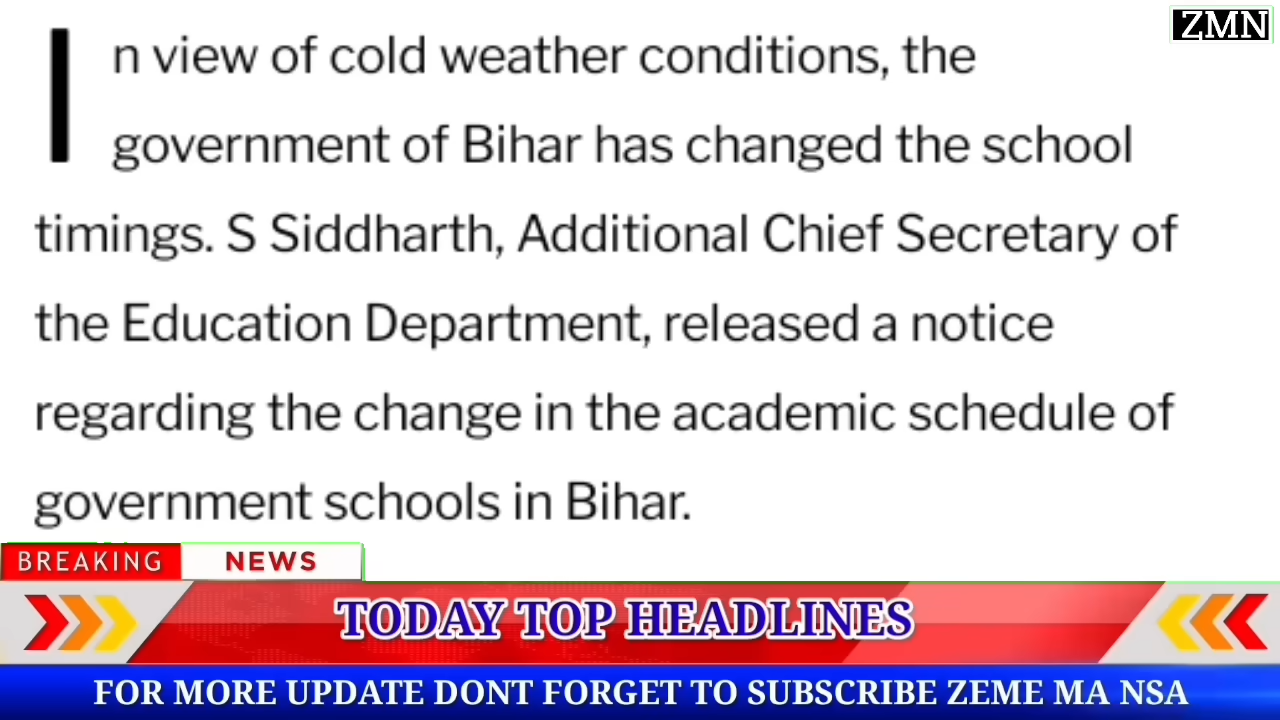 ZMN
In view of cold weather conditions, the
government of Bihar has changed the school
timings. S Siddharth, Additional Chief Secretary of
the Education Department, released a notice
regarding the change in the academic schedule of
government schools in Bihar.
BREAKING NEWS
TODAY TOP HEADLINES
FOR MORE UPDATE DONT FORGET TO SUBSCRIBE ZEME MA NSA